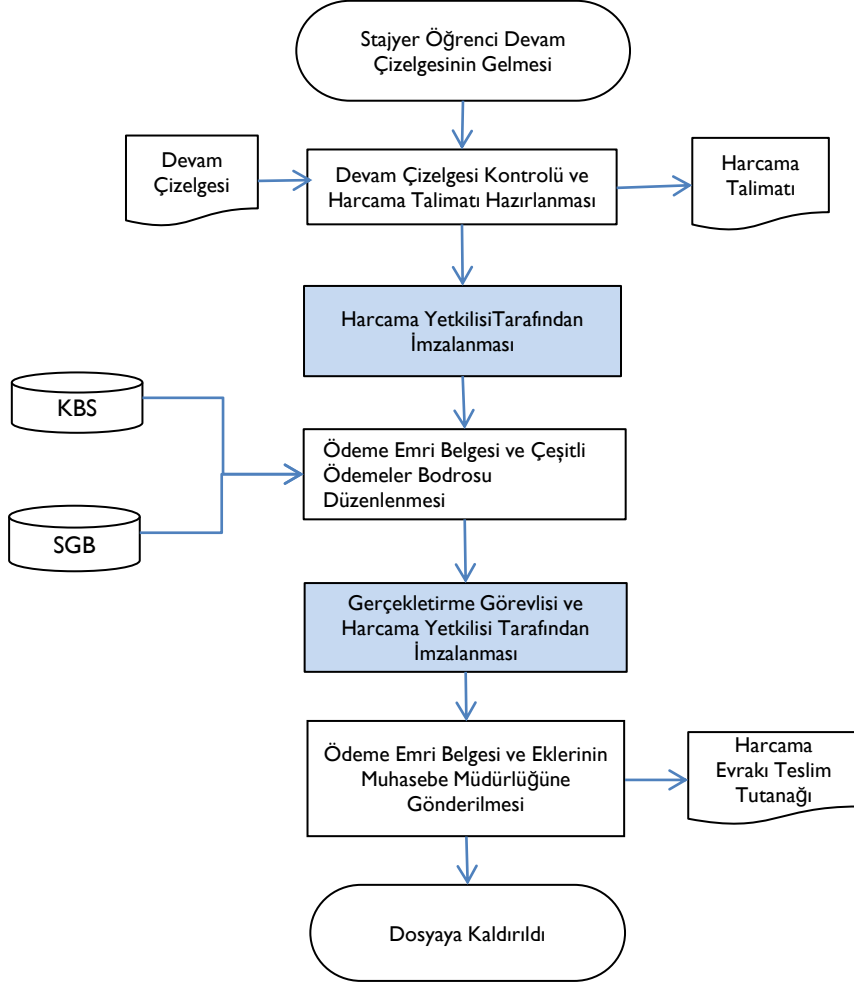 Stajyer Öğrenci Devam
Çizelgesinin Gelmesi
Devam
Çizelgesi
Devam Çizelgesi Kontrolü ve
Harcama Talimatı Hazırlanması
Harcama
Talimatı
Harcama YetkilisiTarafından
İmzalanması
KBS
SGB
Ödeme Emri Belgesi ve Çeşitli
Ödemeler Bodrosu
Düzenlenmesi
Gerçekletirme Görevlisi ve
Harcama Yetkilisi Tarafından
İmzalanması
Ödeme Emri Belgesi ve Eklerinin
Muhasebe Müdürlüğüne
Gönderilmesi
Harcama
Evrakı Teslim
Tutanağı
Dosyaya Kaldırıldı